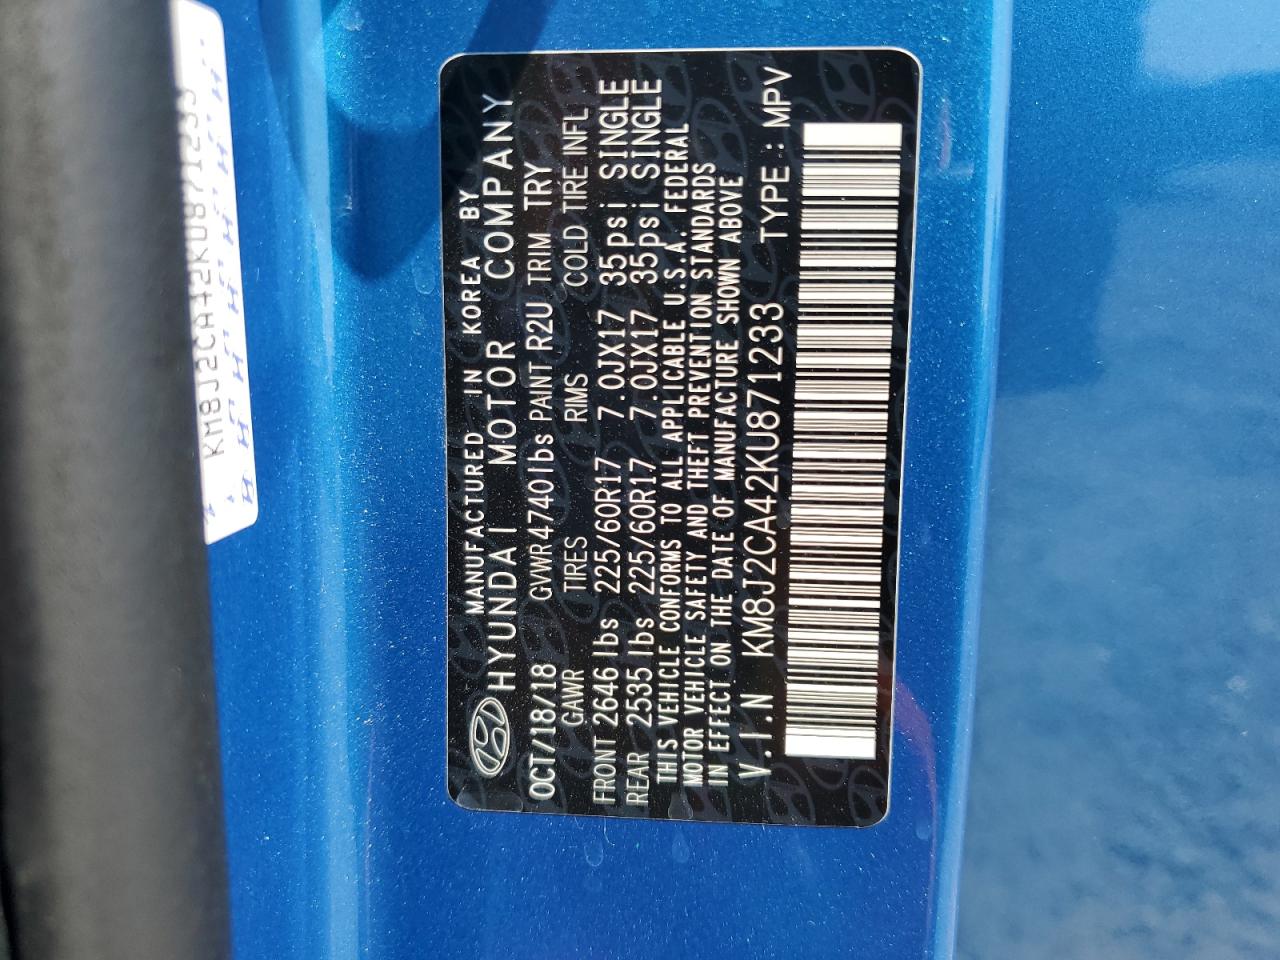 MANUFACTURED IN KOREA BY
HYUNDAI MOTOR COMPANY
OCT/18/18 GVWR 4740lbs PAINT R2U TRIM TRY
GAWR TIRES RIMS COLD TIRE INFL
FRONT 2646 lbs 225/60R17 7.0JX17 35psi SINGLE
REAR 2535 lbs 225/60R17 7.0JX17 35psi SINGLE
THIS VEHICLE CONFORMS TO ALL APPLICABLE U.S.A. FEDERAL
MOTOR VEHICLE SAFETY AND THEFT PREVENTION STANDARDS
IN EFFECT ON THE DATE OF MANUFACTURE SHOWN ABOVE
V.I.N KM8J2CA42KU871233 TYPE : MPV
KM8J2CA42KU871233